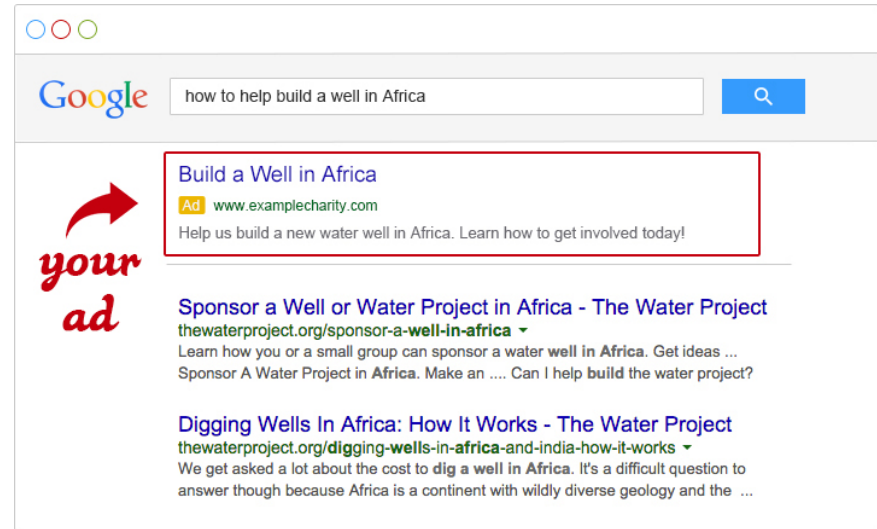 Google
how to help build a well in Africa
Build a Well in Africa
Ad www.examplecharity.com
Help us build a new water well in Africa. Learn how to get involved today!
your
ad
Sponsor a Well or Water Project in Africa - The Water Project
thewaterproject.org/sponsor-a-well-in-africa
Learn how you or a small group can sponsor a water well in Africa. Get ideas ...
Sponsor A Water Project in Africa. Make an .... Can I help build the water project?
Digging Wells In Africa: How It Works - The Water Project
thewaterproject.org/digging-wells-in-africa-and-india-how-it-works
We get asked a lot about the cost to dig a well in Africa. It's a difficult question to
answer though because Africa is a continent with wildly diverse geology and the ...